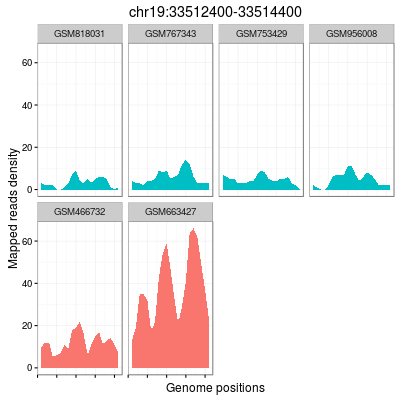 chr19:33512400-33514400
GSM818031 GSM767343 GSM753429 GSM956008
60
40
20
0
GSM466732 GSM663427
60
40
20
0
Mapped reads density
Genome positions